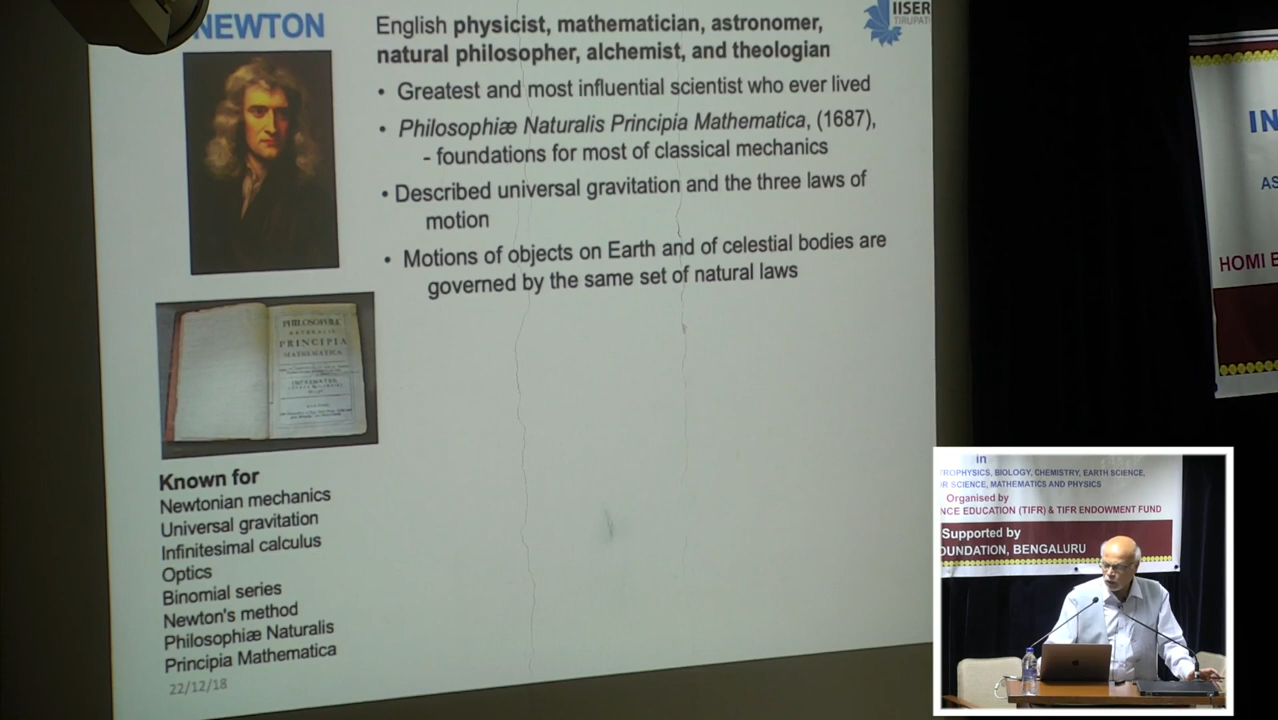 NEWTON
English physicist, mathematician, astronomer,
natural philosopher, alchemist, and theologian
• Greatest and most influential scientist who ever lived
• Philosophiæ Naturalis Principia Mathematica, (1687),
- foundations for most of classical mechanics
• Described universal gravitation and the three laws of
motion
• Motions of objects on Earth and of celestial bodies are
governed by the same set of natural laws
IISER
TIRUPATI
PHILOSOPHIÆ
NATURALIS
PRINCIPIA
MATHEMATICA
Known for
Newtonian mechanics
Universal gravitation
Infinitesimal calculus
Optics
Binomial series
Newton's method
Philosophiæ Naturalis
Principia Mathematica
22/12/18
IN
AS
HOMI B
in
TROPHYSICS, BIOLOGY, CHEMISTRY, EARTH SCIENCE,
R SCIENCE, MATHEMATICS AND PHYSICS
Organised by
NCE EDUCATION (TIFR) & TIFR ENDOWMENT FUND
Supported by
OUNDATION, BENGALURU